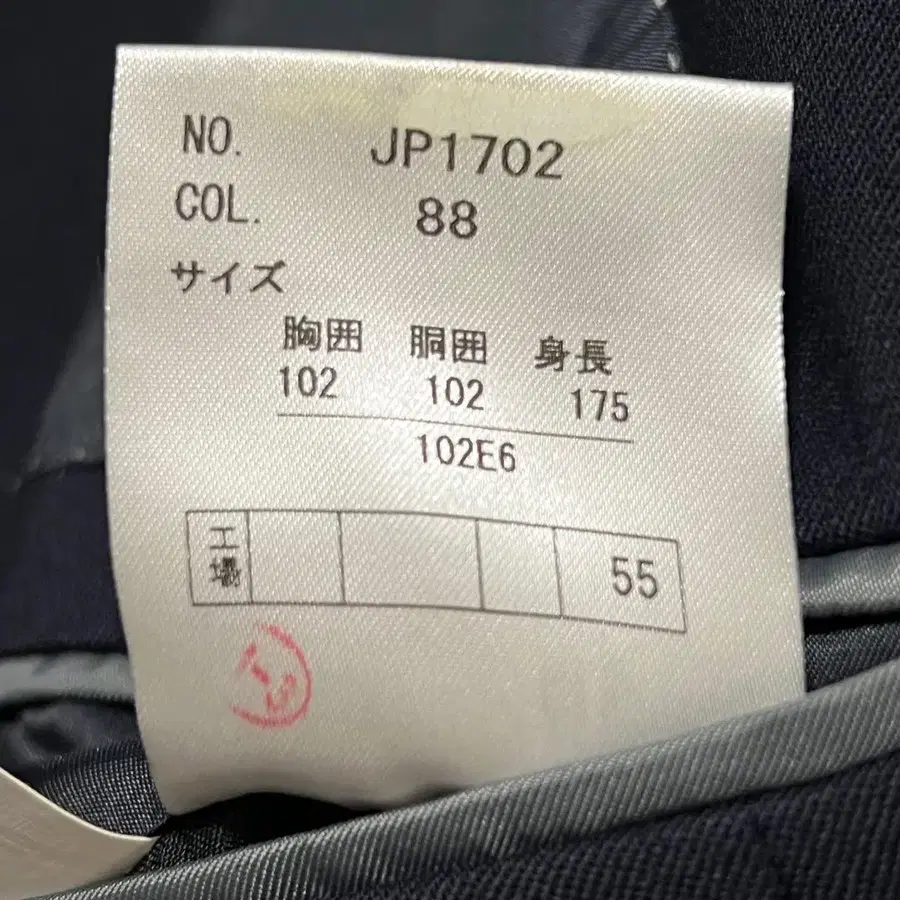 NO. JP1702
COL. 88
サイズ
胸囲 胴囲 身長
102 102 175
102E6
工場 55